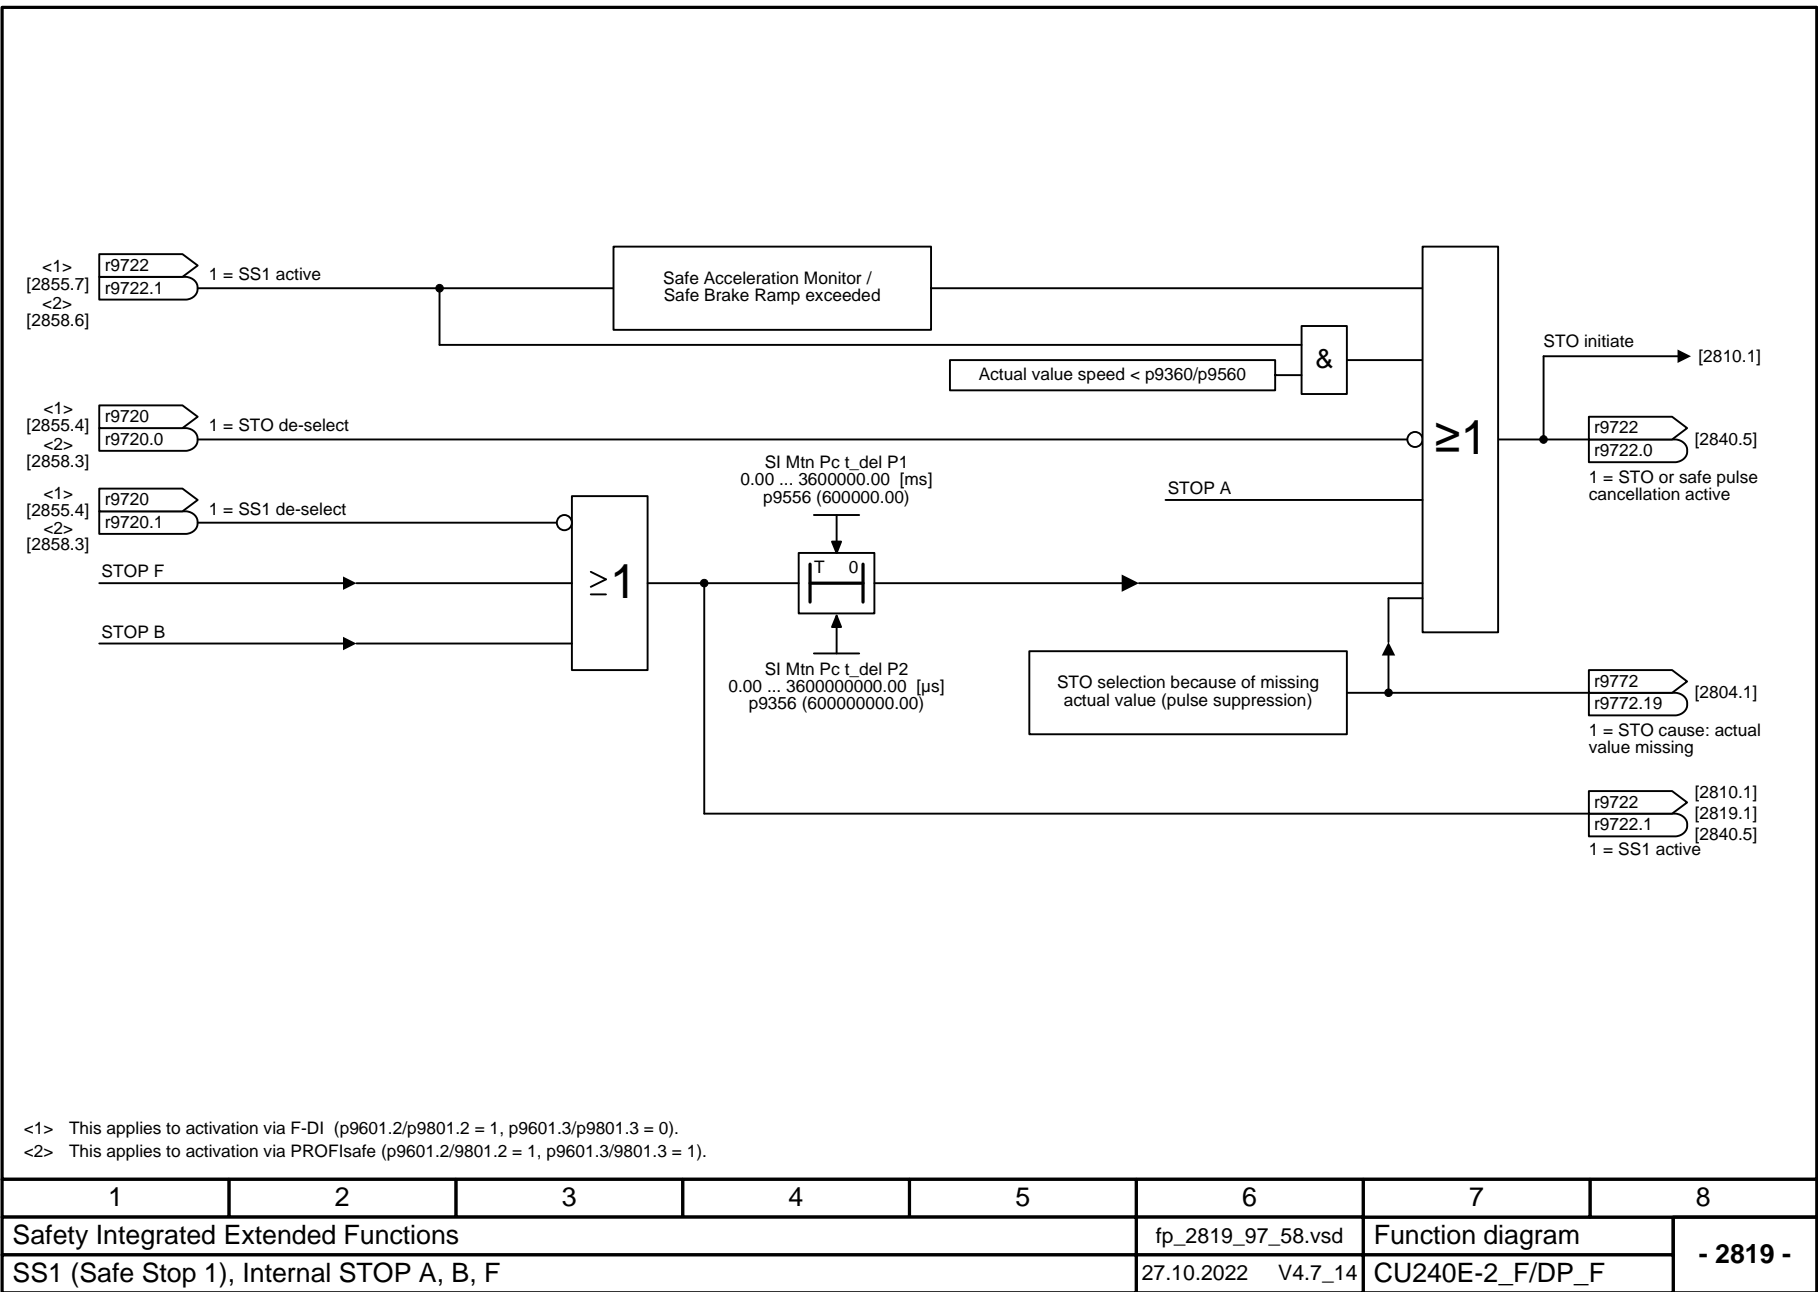 <1>
[2855.7]
<2>
[2858.6]
r9722
r9722.1
1 = SS1 active
Safe Acceleration Monitor /
Safe Brake Ramp exceeded
&
Actual value speed < p9360/p9560
STO initiate
[2810.1]
<1>
[2855.4]
<2>
[2858.3]
r9720
r9720.0
1 = STO de-select
≥1
r9722
r9722.0
[2840.5]
1 = STO or safe pulse
cancellation active
SI Mtn Pc t_del P1
0.00 ... 3600000.00 [ms]
p9556 (600000.00)
STOP A
<1>
[2855.4]
<2>
[2858.3]
r9720
r9720.1
1 = SS1 de-select
STOP F
≥1
T 0
STOP B
SI Mtn Pc t_del P2
0.00 ... 3600000000.00 [µs]
p9356 (600000000.00)
STO selection because of missing
actual value (pulse suppression)
r9772
r9772.19
[2804.1]
1 = STO cause: actual
value missing
r9722
r9722.1
[2810.1]
[2819.1]
[2840.5]
1 = SS1 active
<1> This applies to activation via F-DI (p9601.2/p9801.2 = 1, p9601.3/p9801.3 = 0).
<2> This applies to activation via PROFIsafe (p9601.2/9801.2 = 1, p9601.3/9801.3 = 1).
1 2 3 4 5 6 7 8
Safety Integrated Extended Functions
fp_2819_97_58.vsd
Function diagram
- 2819 -
SS1 (Safe Stop 1), Internal STOP A, B, F
27.10.2022 V4.7_14
CU240E-2_F/DP_F